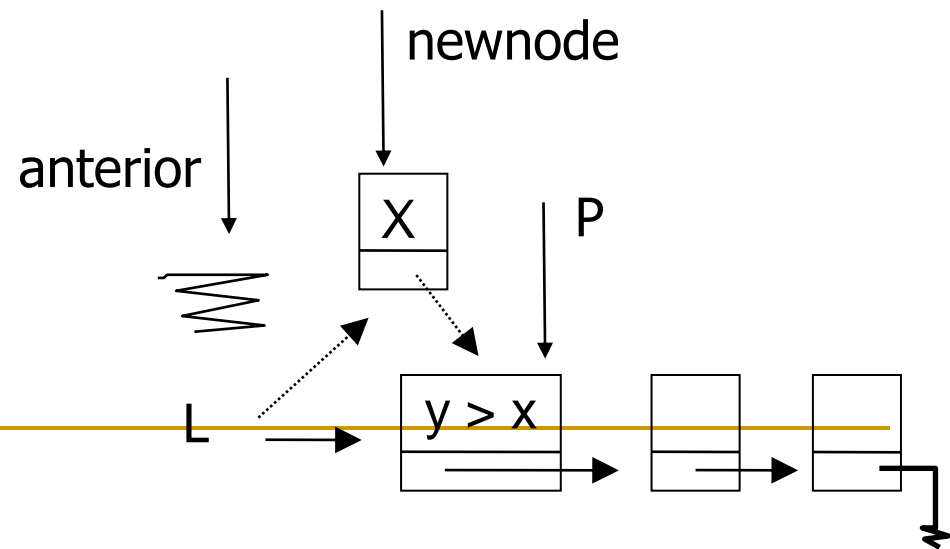 newnode
anterior
X
P
y > x
L